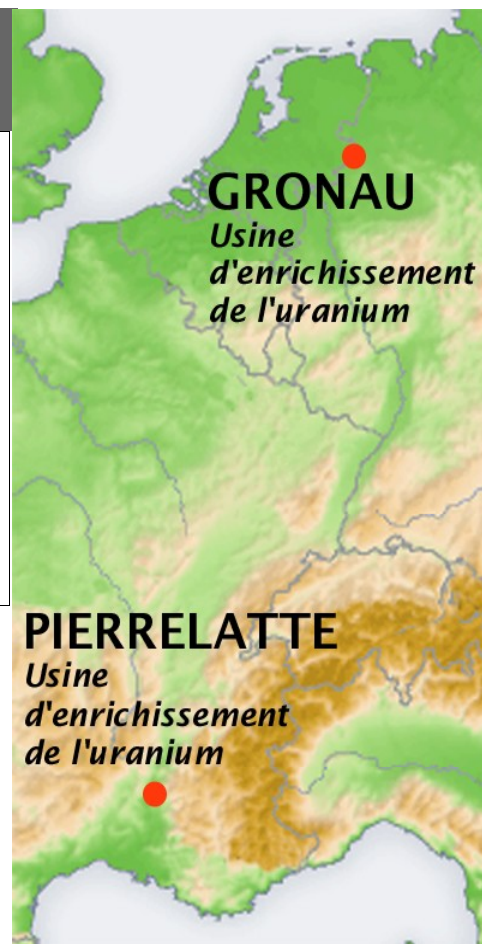 GRONAU
Usine
d'enrichissement
de l'uranium
PIERRELATTE
Usine
d'enrichissement
de l'uranium